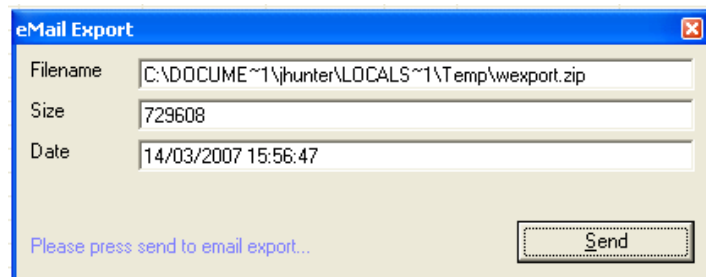 eMail Export
Filename C:\DOCUME~1\jhunter\LOCALS~1\Temp\wexport.zip
Size 729608
Date 14/03/2007 15:56:47
Please press send to email export... Send